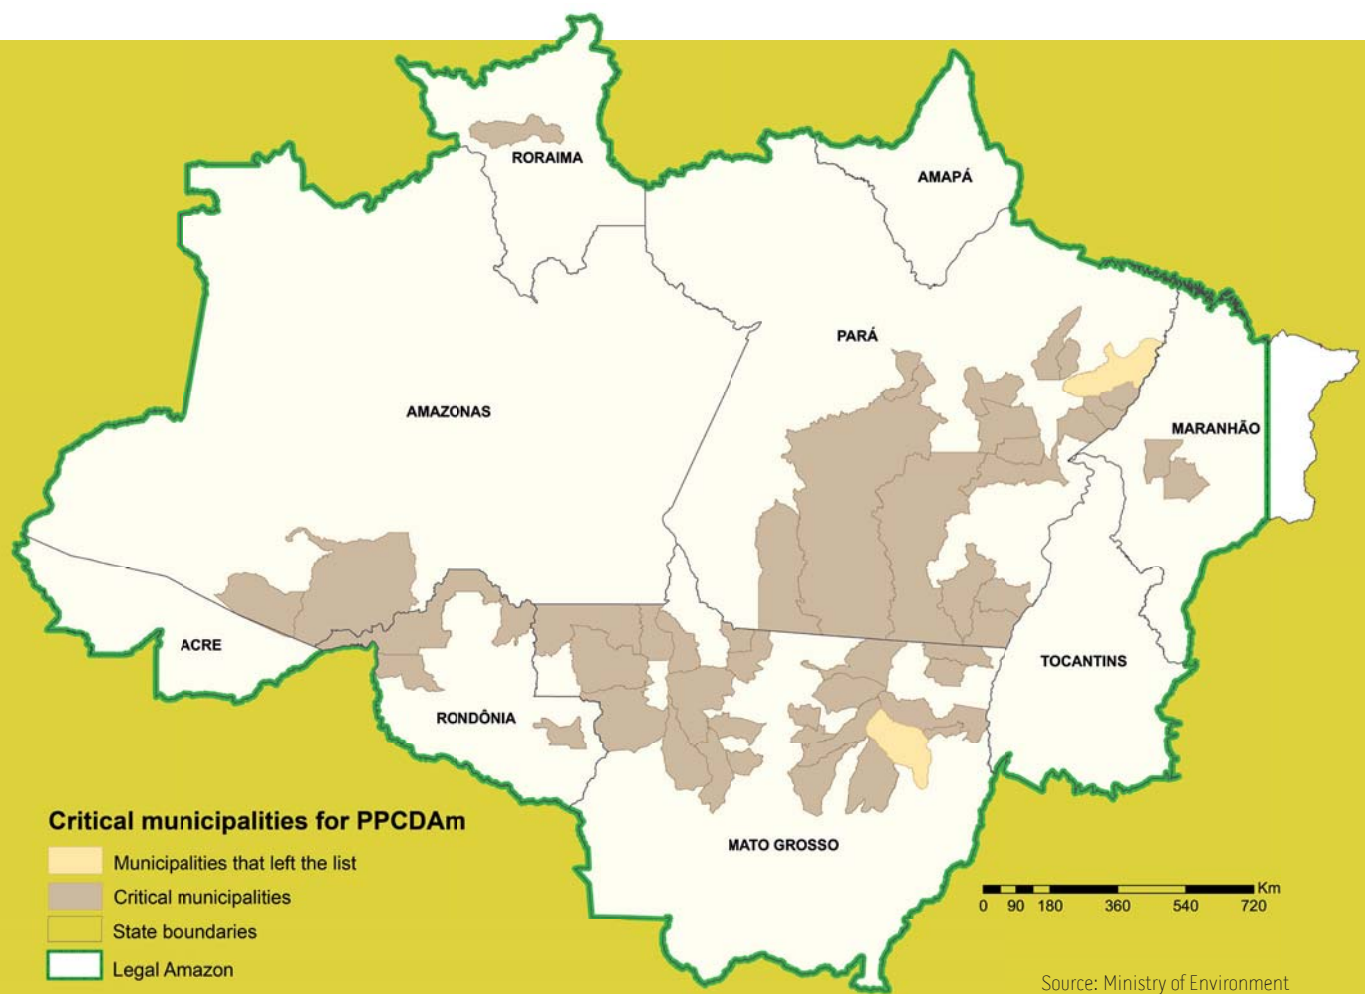 RORAIMA
AMAPÁ
PARÁ
AMAZONAS
MARANHÃO
ACRE
TOCANTINS
RONDÔNIA
MATO GROSSO
Critical municipalities for PPCDAm
Municipalities that left the list
Critical municipalities
State boundaries
Legal Amazon
Km
0 90 180 360 540 720
Source: Ministry of Environment